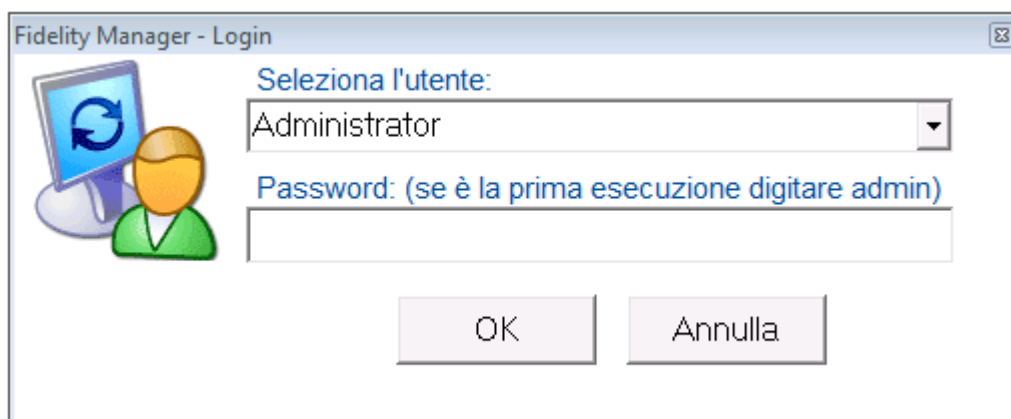 Fidelity Manager - Login
Seleziona l'utente:
Administrator
Password: (se è la prima esecuzione digitare admin)
OK Annulla